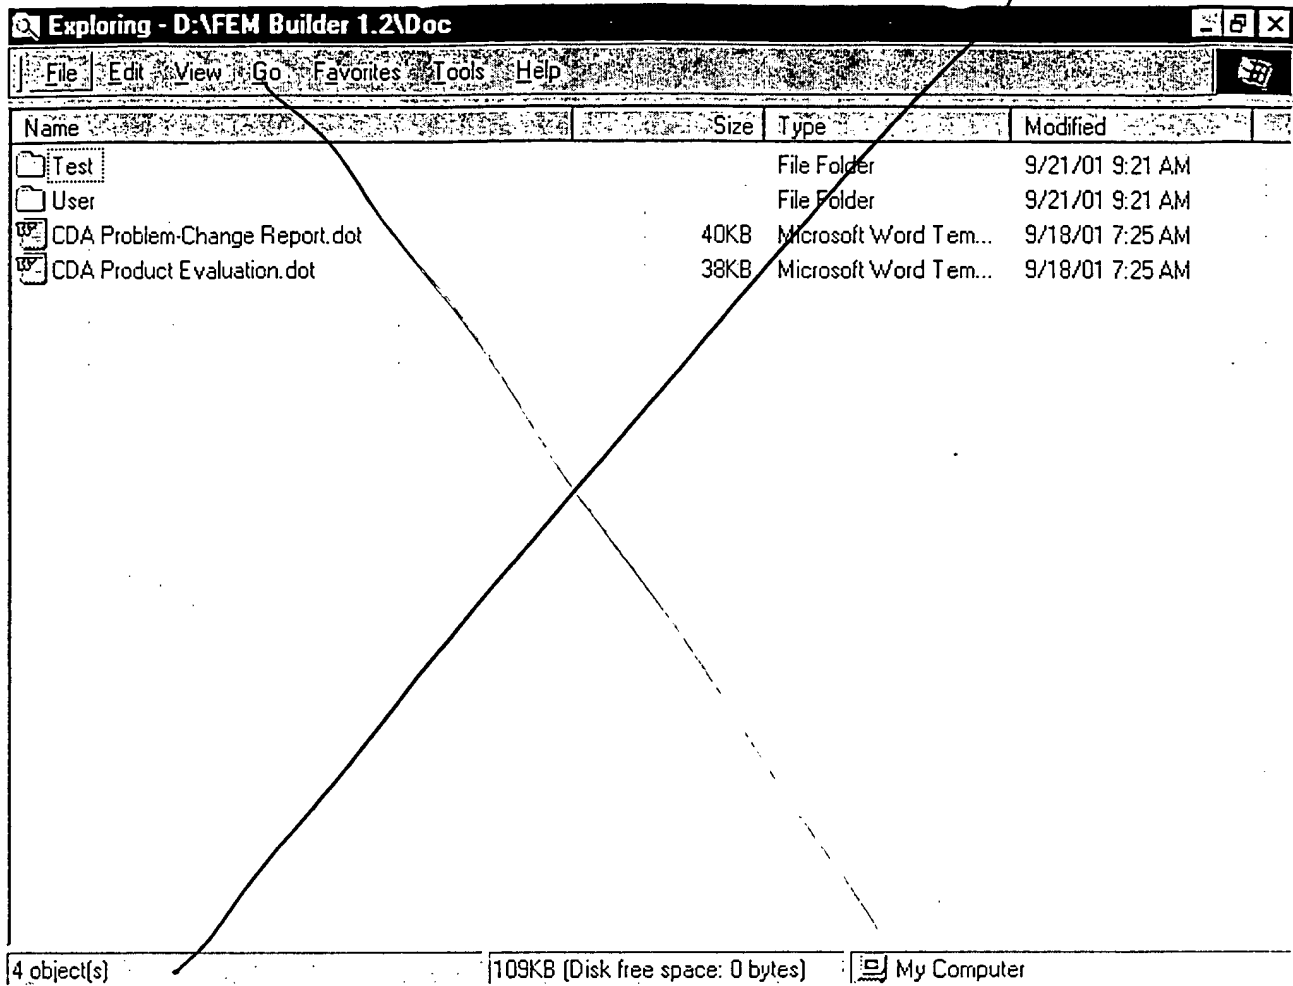 Exploring - D:\FEM Builder 1.2\Doc
File Edit View Go Favorites Tools Help
Name Size Type Modified
Test File Folder 9/21/01 9:21 AM
User File Folder 9/21/01 9:21 AM
CDA Problem-Change Report.dot 40KB Microsoft Word Tem... 9/18/01 7:25 AM
CDA Product Evaluation.dot 38KB Microsoft Word Tem... 9/18/01 7:25 AM
4 object(s) 109KB (Disk free space: 0 bytes) My Computer